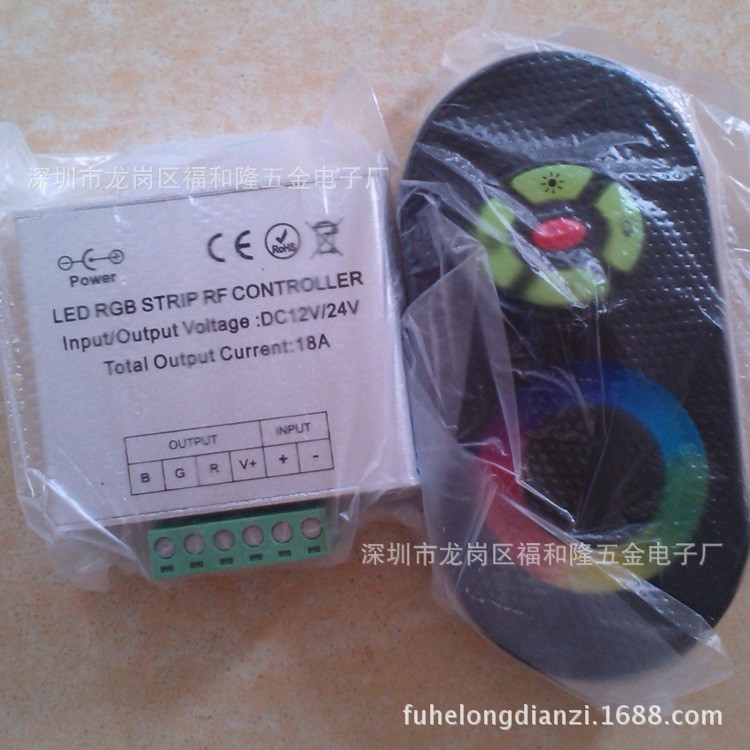 深圳市龙岗区福和隆五金电子厂
CE
RoHS
Power
LED RGB STRIP RF CONTROLLER
Input/Output Voltage :DC12V/24V
Total Output Current:18A
OUTPUT INPUT
B G R V+ + -
深圳市龙岗区福和隆五金电子厂
fuhelongdianzi.1688.com